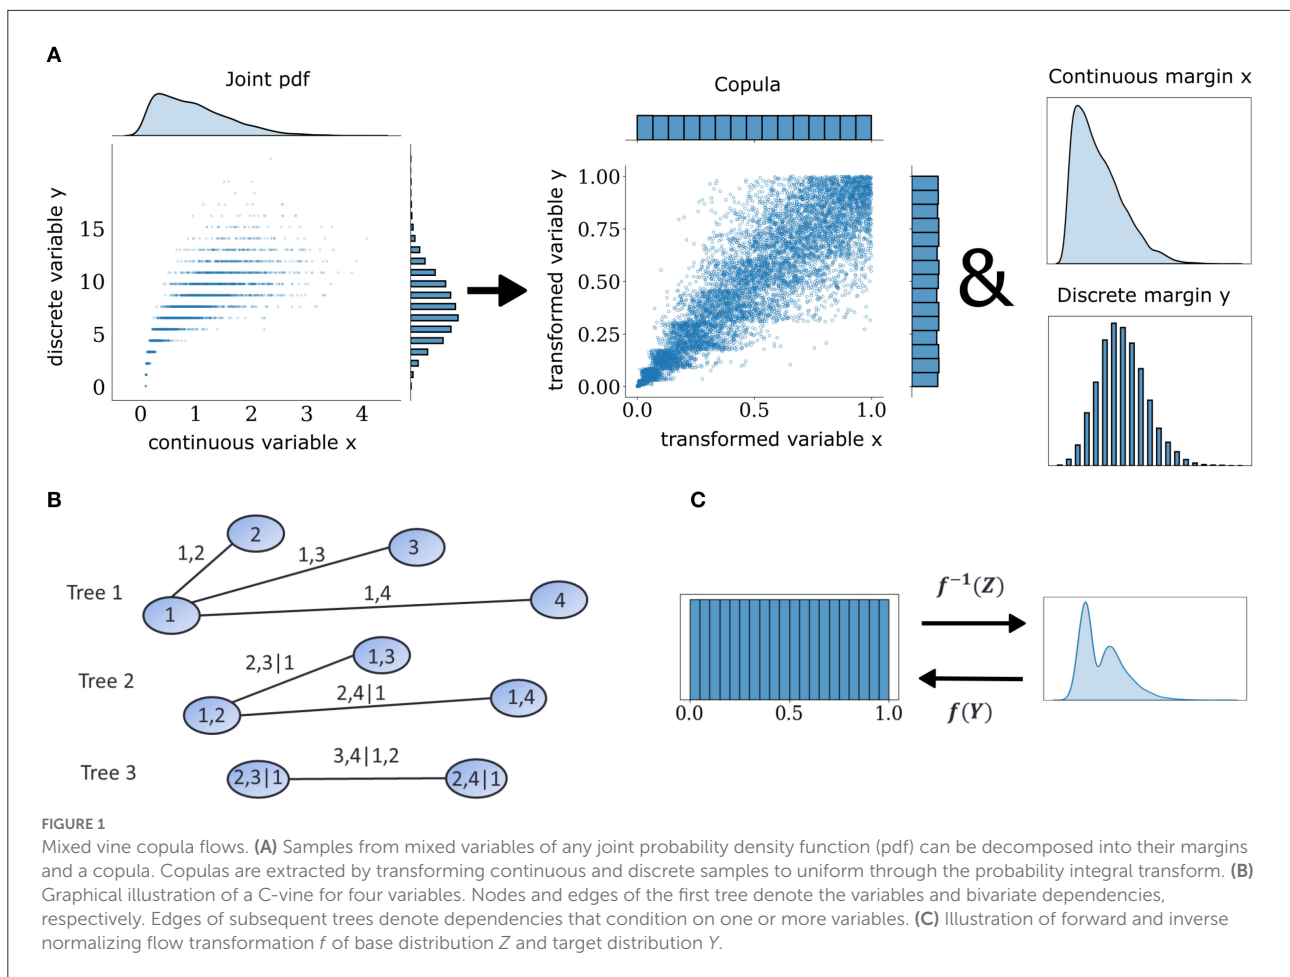 A
Joint pdf
discrete variable y
15
10
5
0
0 1 2 3 4
continuous variable x
Copula
transformed variable y
1.00
0.75
0.50
0.25
0.00
0.0 0.5 1.0
transformed variable x
&
Continuous margin x
Discrete margin y
B
Tree 1
1
2
3
4
1,2
1,3
1,4
Tree 2
1,2
1,3
1,4
2,3|1
2,4|1
Tree 3
2,3|1
3,4|1,2
2,4|1
C
0.0 0.5 1.0
f⁻¹(Z)
f(Y)
FIGURE 1
Mixed vine copula flows. (A) Samples from mixed variables of any joint probability density function (pdf) can be decomposed into their margins
and a copula. Copulas are extracted by transforming continuous and discrete samples to uniform through the probability integral transform. (B)
Graphical illustration of a C-vine for four variables. Nodes and edges of the first tree denote the variables and bivariate dependencies,
respectively. Edges of subsequent trees denote dependencies that condition on one or more variables. (C) Illustration of forward and inverse
normalizing flow transformation f of base distribution Z and target distribution Y.